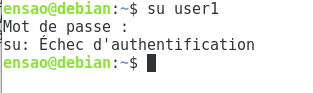 ensao@debian:~$ su user1
Mot de passe :
su: Échec d'authentification
ensao@debian:~$